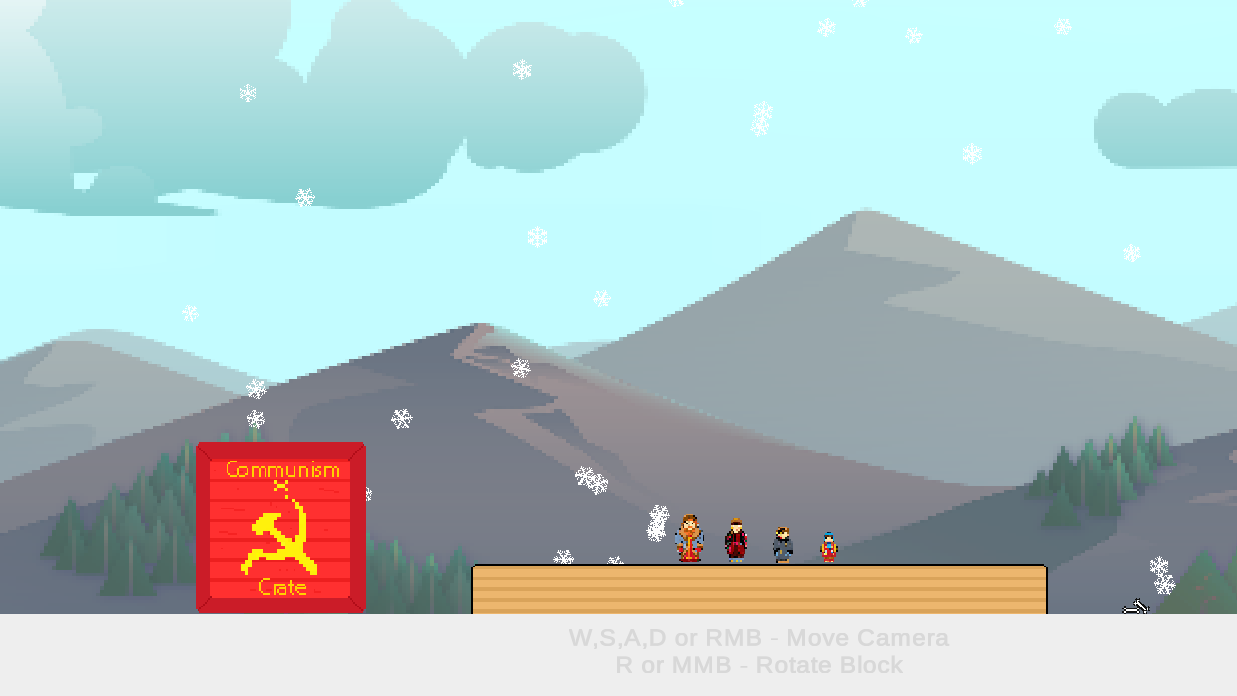 Communism
Crate
W,S,A,D or RMB - Move Camera
R or MMB - Rotate Block